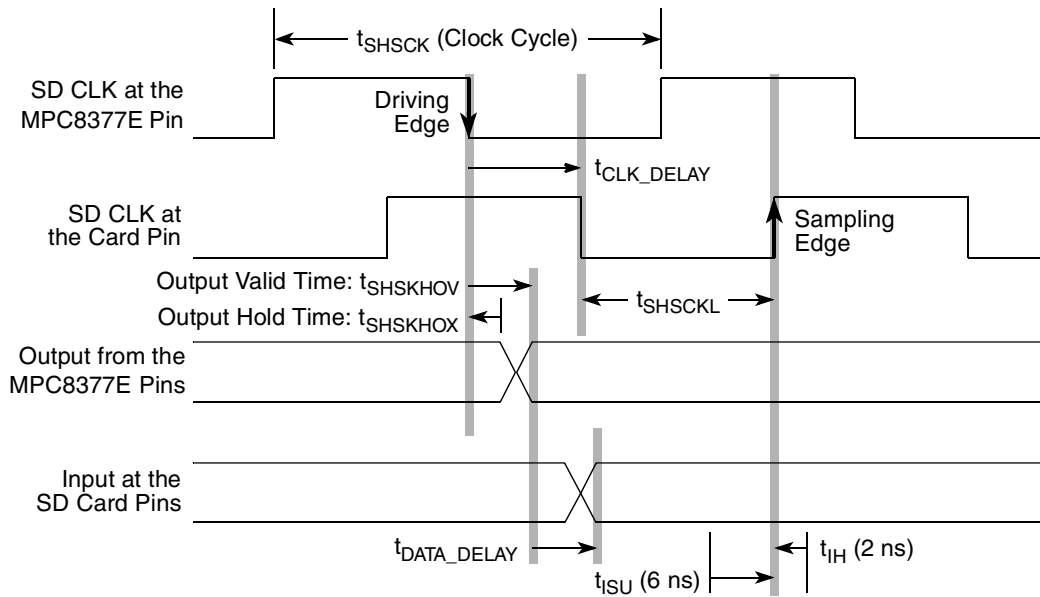 t_SHSCK (Clock Cycle)
SD CLK at the
MPC8377E Pin
Driving
Edge
t_CLK_DELAY
SD CLK at
the Card Pin
Sampling
Edge
Output Valid Time: t_SHSKHOV
t_SHSCKL
Output Hold Time: t_SHSKHOX
Output from the
MPC8377E Pins
Input at the
SD Card Pins
t_DATA_DELAY
t_IH (2 ns)
t_ISU (6 ns)